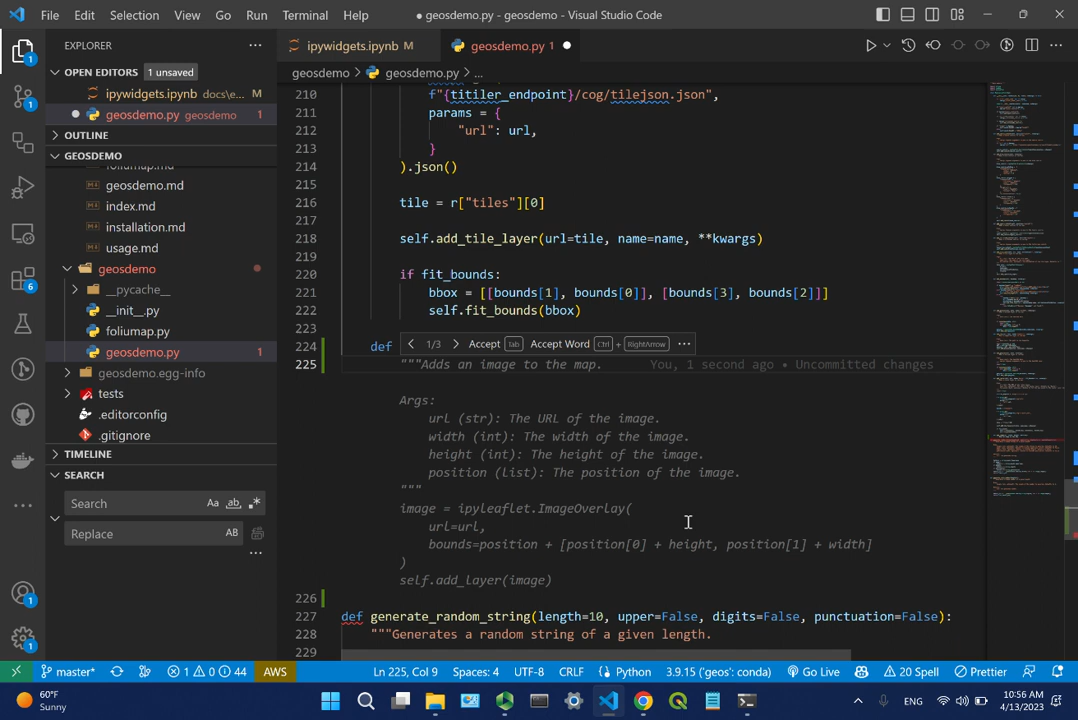 File Edit Selection View Go Run Terminal Help
● geosdemo.py - geosdemo - Visual Studio Code
EXPLORER
ipywidgets.ipynb M
geosdemo.py 1
OPEN EDITORS 1 unsaved
geosdemo > geosdemo.py > ...
ipywidgets.ipynb docs\e... M
geosdemo.py geosdemo 1
OUTLINE
GEOSDEMO
geosdemo.md
index.md
installation.md
usage.md
geosdemo
__pycache__
__init__.py
foliumap.py
geosdemo.py 1
geosdemo.egg-info
tests
.editorconfig
.gitignore
TIMELINE
SEARCH
Search Aa ab .*
Replace AB
210 f"{titiler_endpoint}/cog/tilejson.json",
211 params = {
212 "url": url,
213 }
214 ).json()
215
216 tile = r["tiles"][0]
217
218 self.add_tile_layer(url=tile, name=name, **kwargs)
219
220 if fit_bounds:
221 bbox = [[bounds[1], bounds[0]], [bounds[3], bounds[2]]]
222 self.fit_bounds(bbox)
223
224 def < 1/3 > Accept Tab Accept Word Ctrl + RightArrow ...
225 """Adds an image to the map. You, 1 second ago • Uncommitted changes
Args:
url (str): The URL of the image.
width (int): The width of the image.
height (int): The height of the image.
position (List): The position of the image.
"""
image = ipyleaflet.ImageOverlay(
url=url,
bounds=position + [position[0] + height, position[1] + width]
)
self.add_layer(image)
226
227 def generate_random_string(length=10, upper=False, digits=False, punctuation=False):
228 """Generates a random string of a given length.
229
1
1
6
1
1
master* 1 0 44 AWS Ln 225, Col 9 Spaces: 4 UTF-8 CRLF Python 3.9.15 ('geos': conda) Go Live 20 Spell Prettier
60°F
Sunny
ENG
10:56 AM
4/13/2023